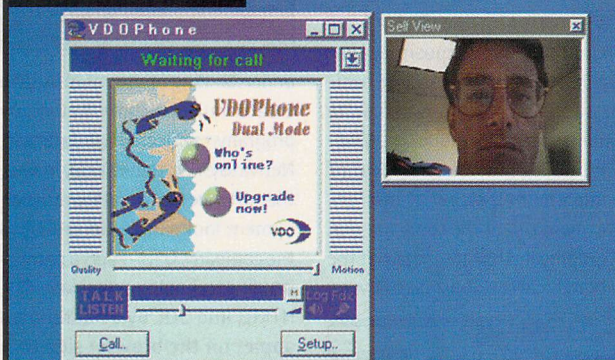 VDOPhone
Self View
Waiting for call
VDOPhone
Dual Mode
Who's
online?
Upgrade
now!
VDO
Quality
Motion
TALK
LISTEN
M
Log Fdx
Call..
Setup..